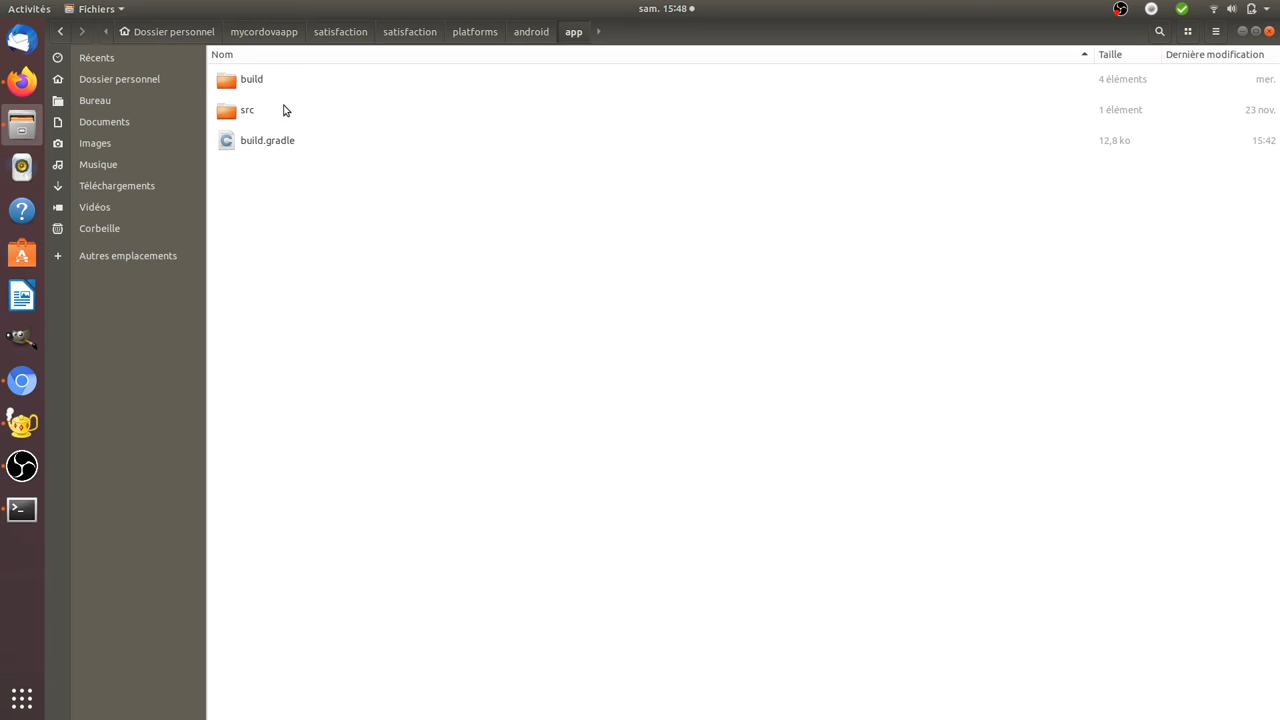 Activités Fichiers sam. 15:48
Dossier personnel mycordovaapp satisfaction satisfaction platforms android app
Récents
Dossier personnel
Bureau
Documents
Images
Musique
Téléchargements
Vidéos
Corbeille
Autres emplacements
Nom Taille Dernière modification
build 4 éléments mer.
src 1 élément 23 nov.
build.gradle 12,8 ko 15:42